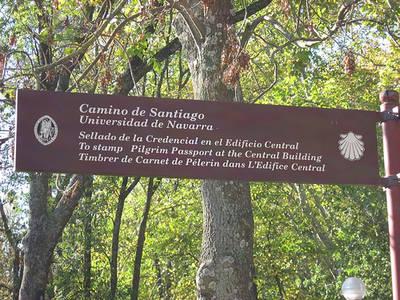 Camino de Santiago
Universidad de Navarra
Sellado de la Credencial en el Edificio Central
To stamp Pilgrim Passport at the Central Building
Timbrer de Carnet de Pélerin dans L'Edifice Central